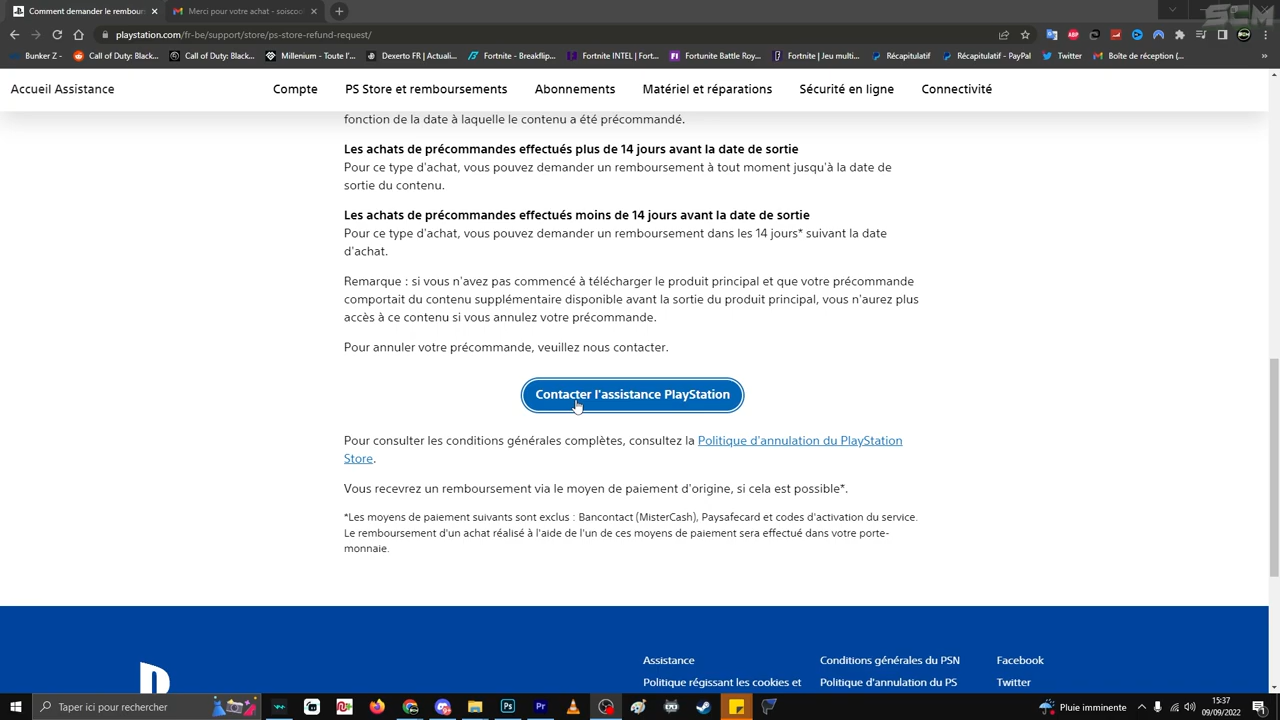 Comment demander le rembour
Merci pour votre achat - soiscoo
SCM
playstation.com/fr-be/support/store/ps-store-refund-request/
Bunker Z -
Call of Duty: Black...
Call of Duty: Black...
Millenium - Toute l'...
Dexerto FR | Actuali...
Fortnite - Breakflip...
Fortnite INTEL | Fort...
Fortunite Battle Roy...
Fortnite | Jeu multi...
Récapitulatif
Récapitulatif - PayPal
Twitter
Boîte de réception (...
Accueil Assistance
Compte
PS Store et remboursements
Abonnements
Matériel et réparations
Sécurité en ligne
Connectivité
fonction de la date à laquelle le contenu a été précommandé.
Les achats de précommandes effectués plus de 14 jours avant la date de sortie
Pour ce type d'achat, vous pouvez demander un remboursement à tout moment jusqu'à la date de
sortie du contenu.
Les achats de précommandes effectués moins de 14 jours avant la date de sortie
Pour ce type d'achat, vous pouvez demander un remboursement dans les 14 jours* suivant la date
d'achat.
Remarque : si vous n'avez pas commencé à télécharger le produit principal et que votre précommande
comportait du contenu supplémentaire disponible avant la sortie du produit principal, vous n'aurez plus
accès à ce contenu si vous annulez votre précommande.
Pour annuler votre précommande, veuillez nous contacter.
Contacter l'assistance PlayStation
Pour consulter les conditions générales complètes, consultez la Politique d'annulation du PlayStation
Store.
Vous recevrez un remboursement via le moyen de paiement d'origine, si cela est possible*.
*Les moyens de paiement suivants sont exclus : Bancontact (MisterCash), Paysafecard et codes d'activation du service.
Le remboursement d'un achat réalisé à l'aide de l'un de ces moyens de paiement sera effectué dans votre porte-
monnaie.
Assistance
Conditions générales du PSN
Facebook
Politique régissant les cookies et
Politique d'annulation du PS
Twitter
Taper ici pour rechercher
Pluie imminente
15:37
09/09/2022